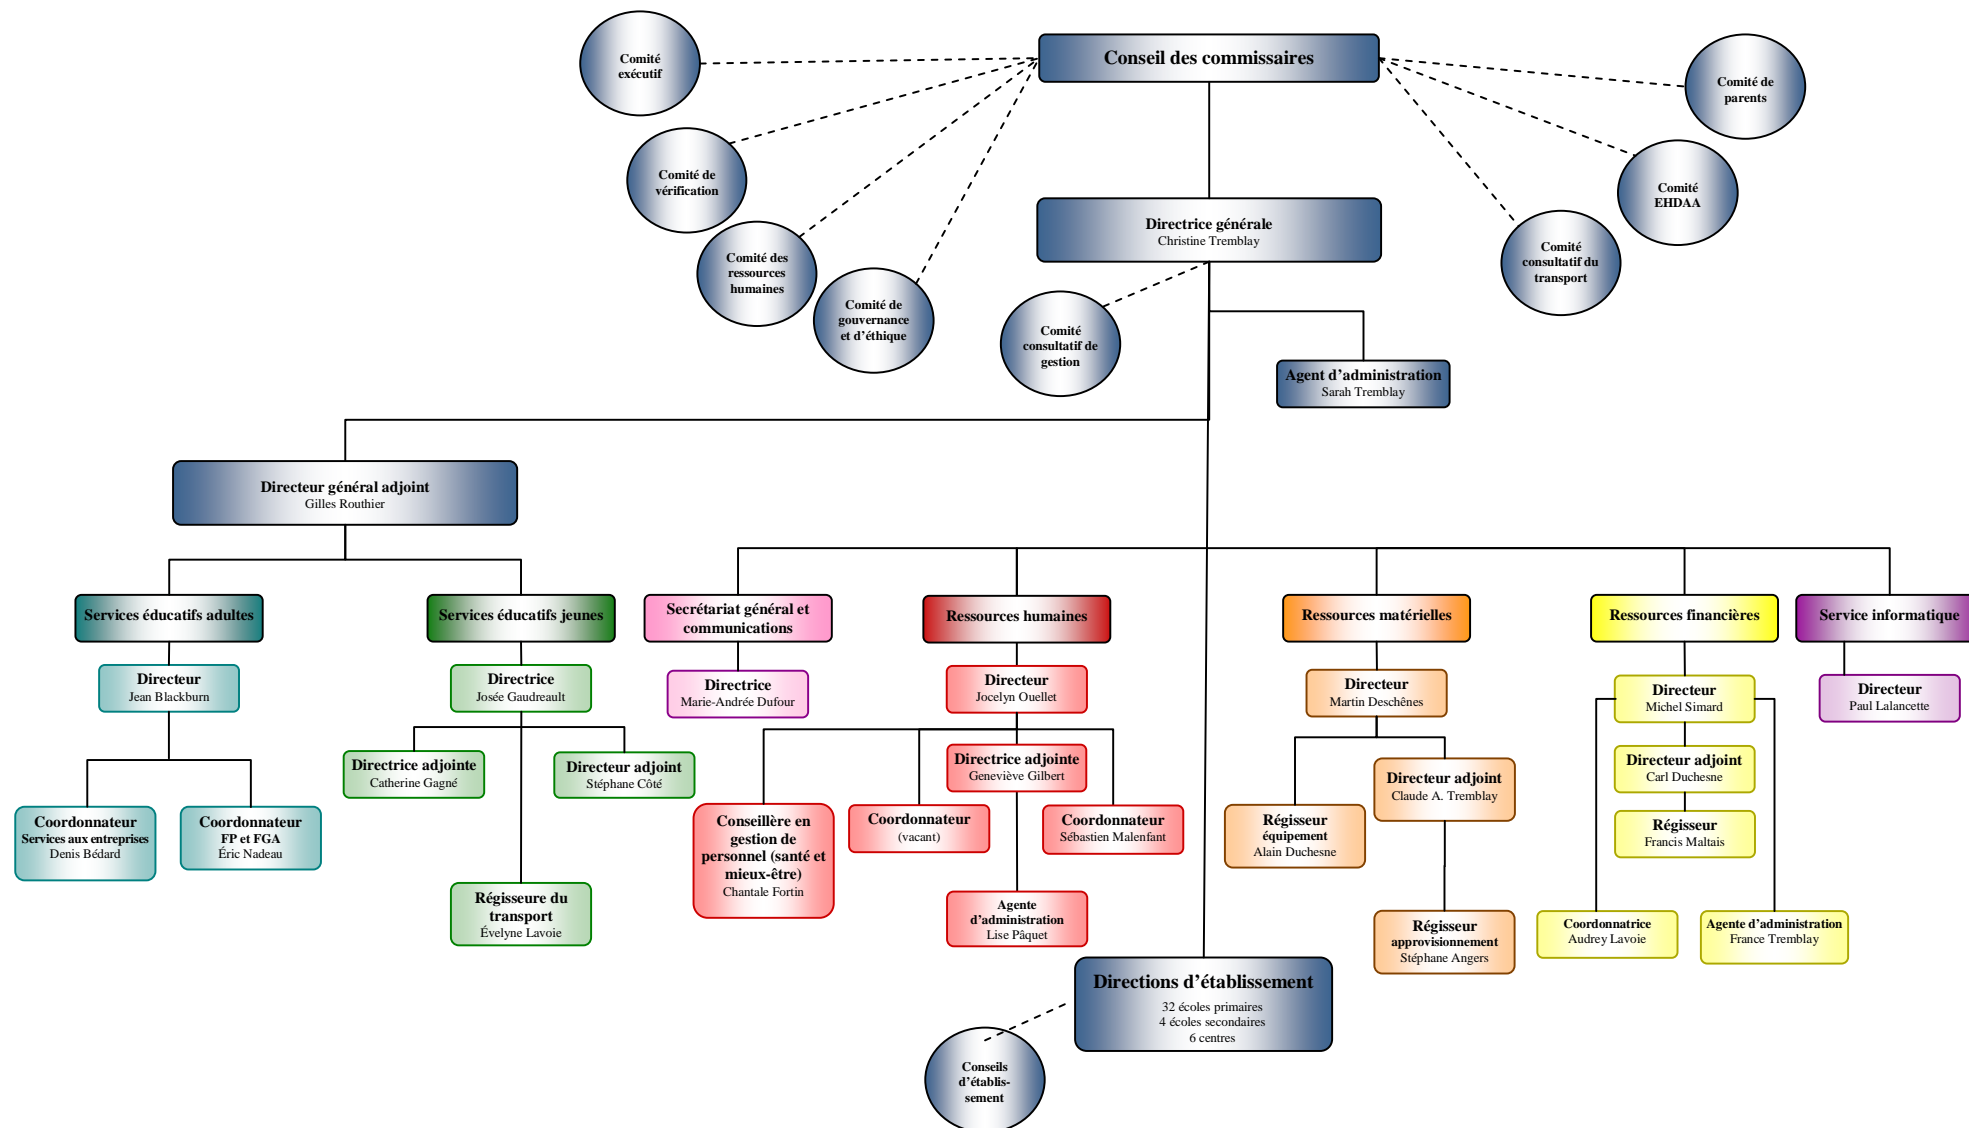 Conseil des commissaires
Comité
exécutif
Comité de
parents
Comité de
vérification
Comité
EHDAA
Comité des
ressources
humaines
Comité de
gouvernance
et d’éthique
Directrice générale
Christine Tremblay
Comité
consultatif du
transport
Comité
consultatif de
gestion
Agent d’administration
Sarah Tremblay
Directeur général adjoint
Gilles Routhier
Services éducatifs adultes
Directeur
Jean Blackburn
Coordonnateur
Services aux entreprises
Denis Bédard
Coordonnateur
FP et FGA
Éric Nadeau
Services éducatifs jeunes
Directrice
Josée Gaudreault
Directrice adjointe
Catherine Gagné
Directeur adjoint
Stéphane Côté
Régisseure du
transport
Évelyne Lavoie
Secrétariat général et
communications
Directrice
Marie-Andrée Dufour
Ressources humaines
Directeur
Jocelyn Ouellet
Directrice adjointe
Geneviève Gilbert
Conseillère en
gestion de
personnel (santé et
mieux-être)
Chantale Fortin
Coordonnateur
(vacant)
Coordonnateur
Sébastien Malenfant
Agente
d’administration
Lise Pâquet
Ressources matérielles
Directeur
Martin Deschênes
Régisseur
équipement
Alain Duchesne
Directeur adjoint
Claude A. Tremblay
Régisseur
approvisionnement
Stéphane Angers
Ressources financières
Directeur
Michel Simard
Directeur adjoint
Carl Duchesne
Régisseur
Francis Maltais
Coordonnatrice
Audrey Lavoie
Agente d’administration
France Tremblay
Service informatique
Directeur
Paul Lalancette
Directions d’établissement
32 écoles primaires
4 écoles secondaires
6 centres
Conseils
d’établis-
sement